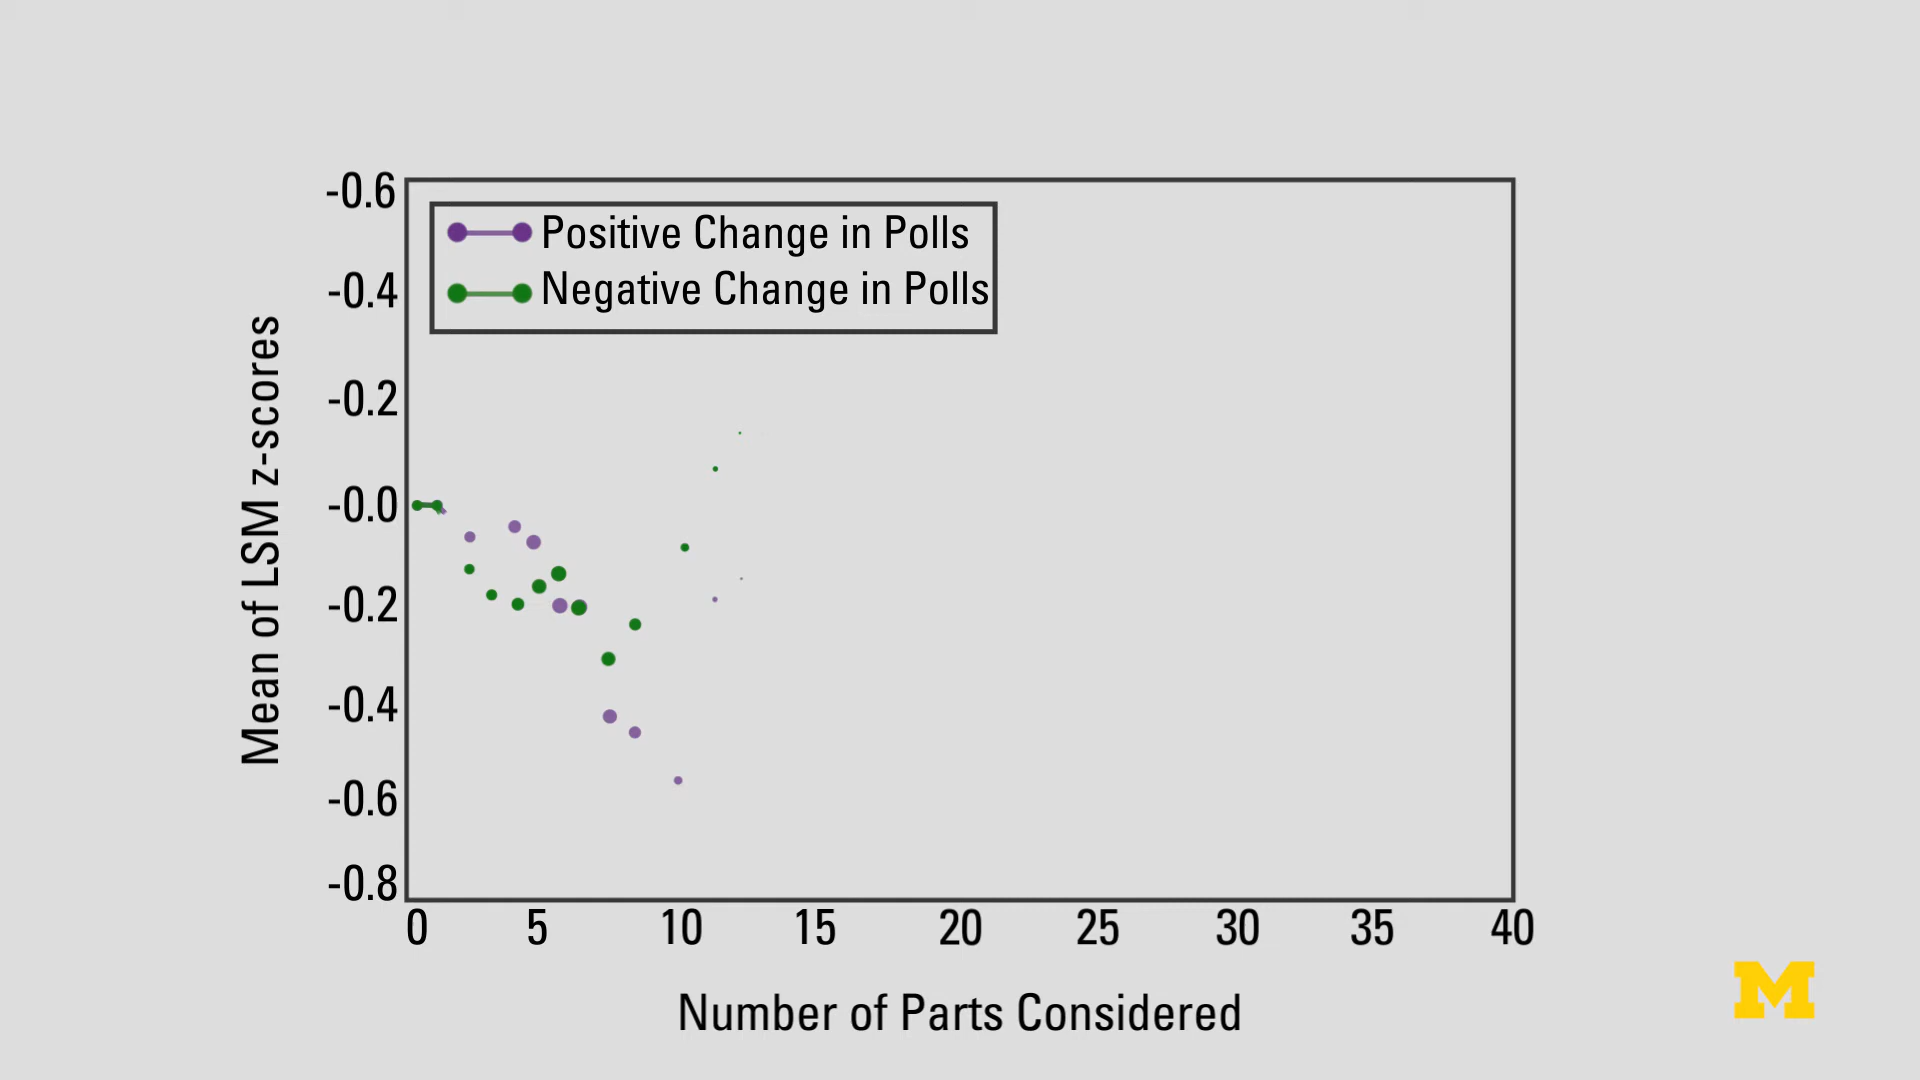 -0.6
Positive Change in Polls
Negative Change in Polls
-0.4
-0.2
-0.0
-0.2
-0.4
-0.6
-0.8
Mean of LSM z-scores
0 5 10 15 20 25 30 35 40
Number of Parts Considered
M